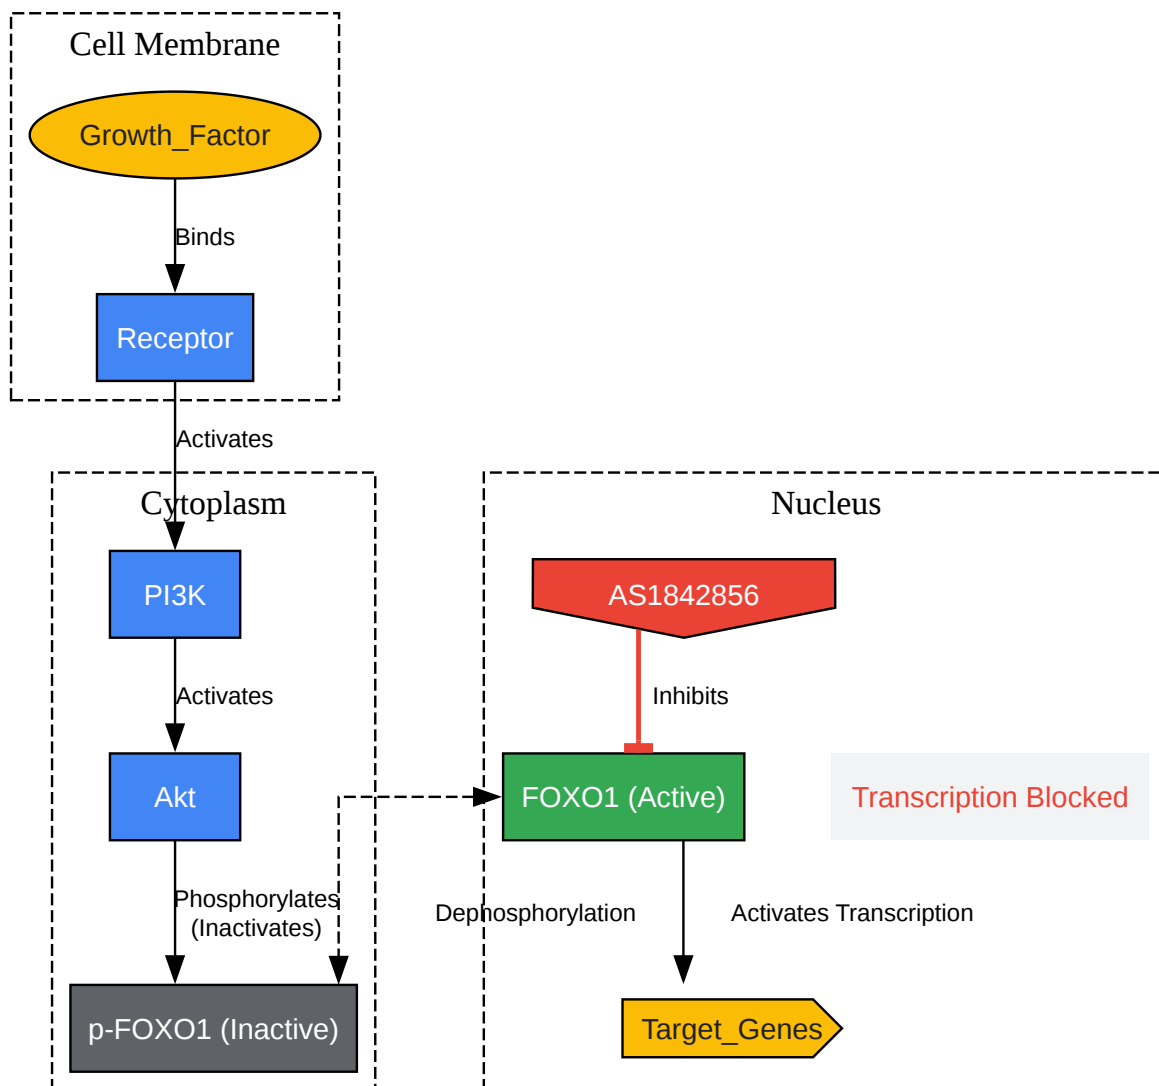 Cell Membrane
Growth_Factor
Binds
Receptor
Activates
Cytoplasm
Nucleus
PI3K
AS1842856
Activates
Inhibits
Akt
FOXO1 (Active)
Transcription Blocked
Phosphorylates
(Inactivates)
Dephosphorylation
Activates Transcription
p-FOXO1 (Inactive)
Target_Genes